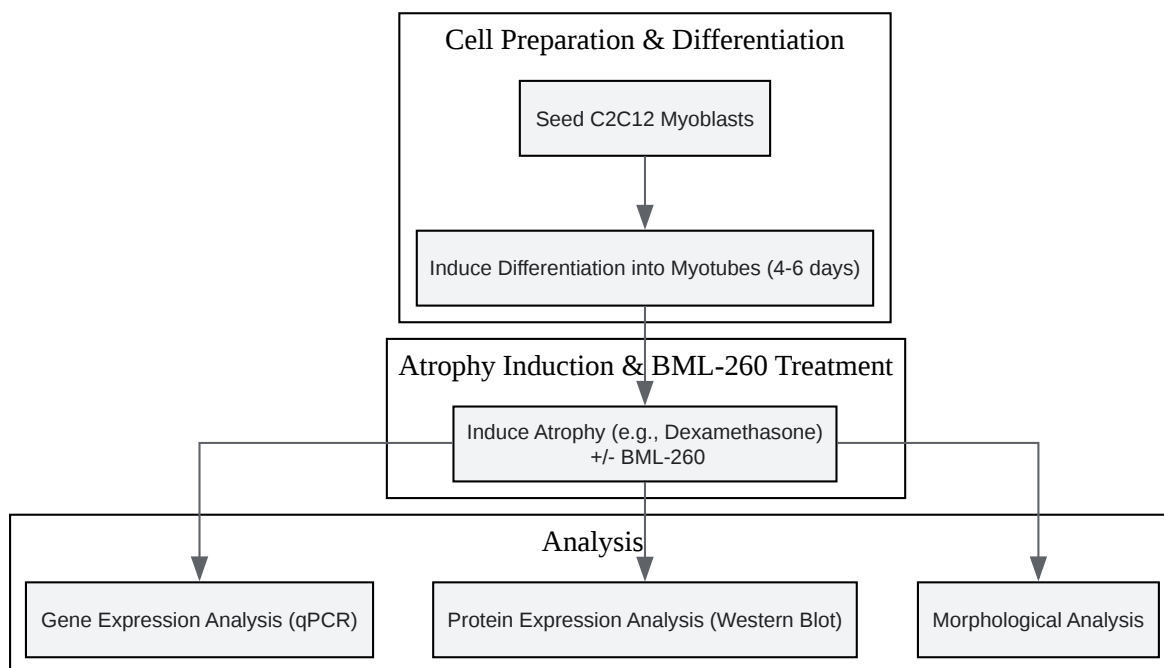 Cell Preparation & Differentiation
Seed C2C12 Myoblasts
Induce Differentiation into Myotubes (4-6 days)
Atrophy Induction & BML-260 Treatment
Induce Atrophy (e.g., Dexamethasone)
+/- BML-260
Analysis
Gene Expression Analysis (qPCR)
Protein Expression Analysis (Western Blot)
Morphological Analysis